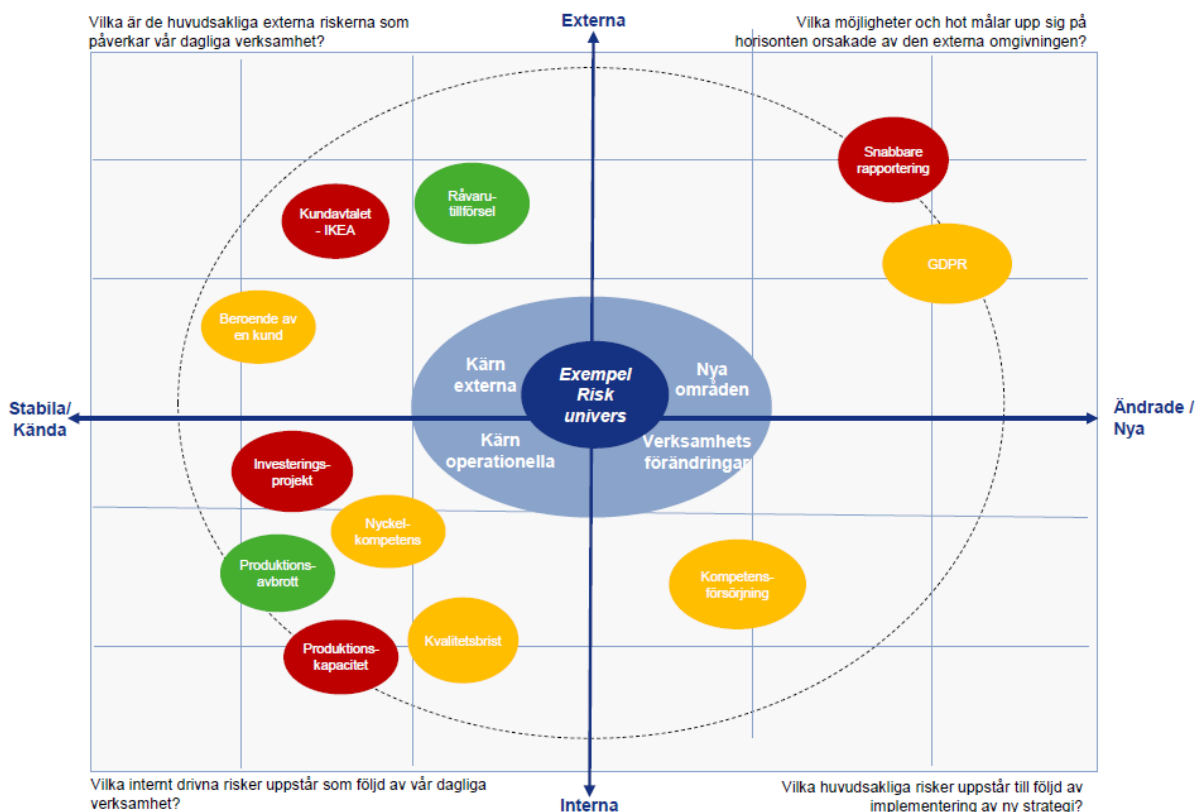 Vilka är de huvudsakliga externa riskerna som
påverkar vår dagliga verksamhet?
Externa
Vilka möjligheter och hot målar upp sig på
horisonten orsakade av den externa omgivningen?
Snabbare
rapportering
Råvaru-
tillförsel
Kundavtalet
- IKEA
GDPR
Beroende av
en kund
Kärn
externa
Exempel
Risk
univers
Nya
områden
Stabila/
Kända
Ändrade /
Nya
Kärn
operationella
Verksamhets
förändringar
Investerings-
projekt
Nyckel-
kompetens
Produktions-
avbrott
Kompetens-
försörjning
Kvalitetsbrist
Produktions-
kapacitet
Vilka internt drivna risker uppstår som följd av vår dagliga
verksamhet?
Interna
Vilka huvudsakliga risker uppstår till följd av
implementering av ny strategi?